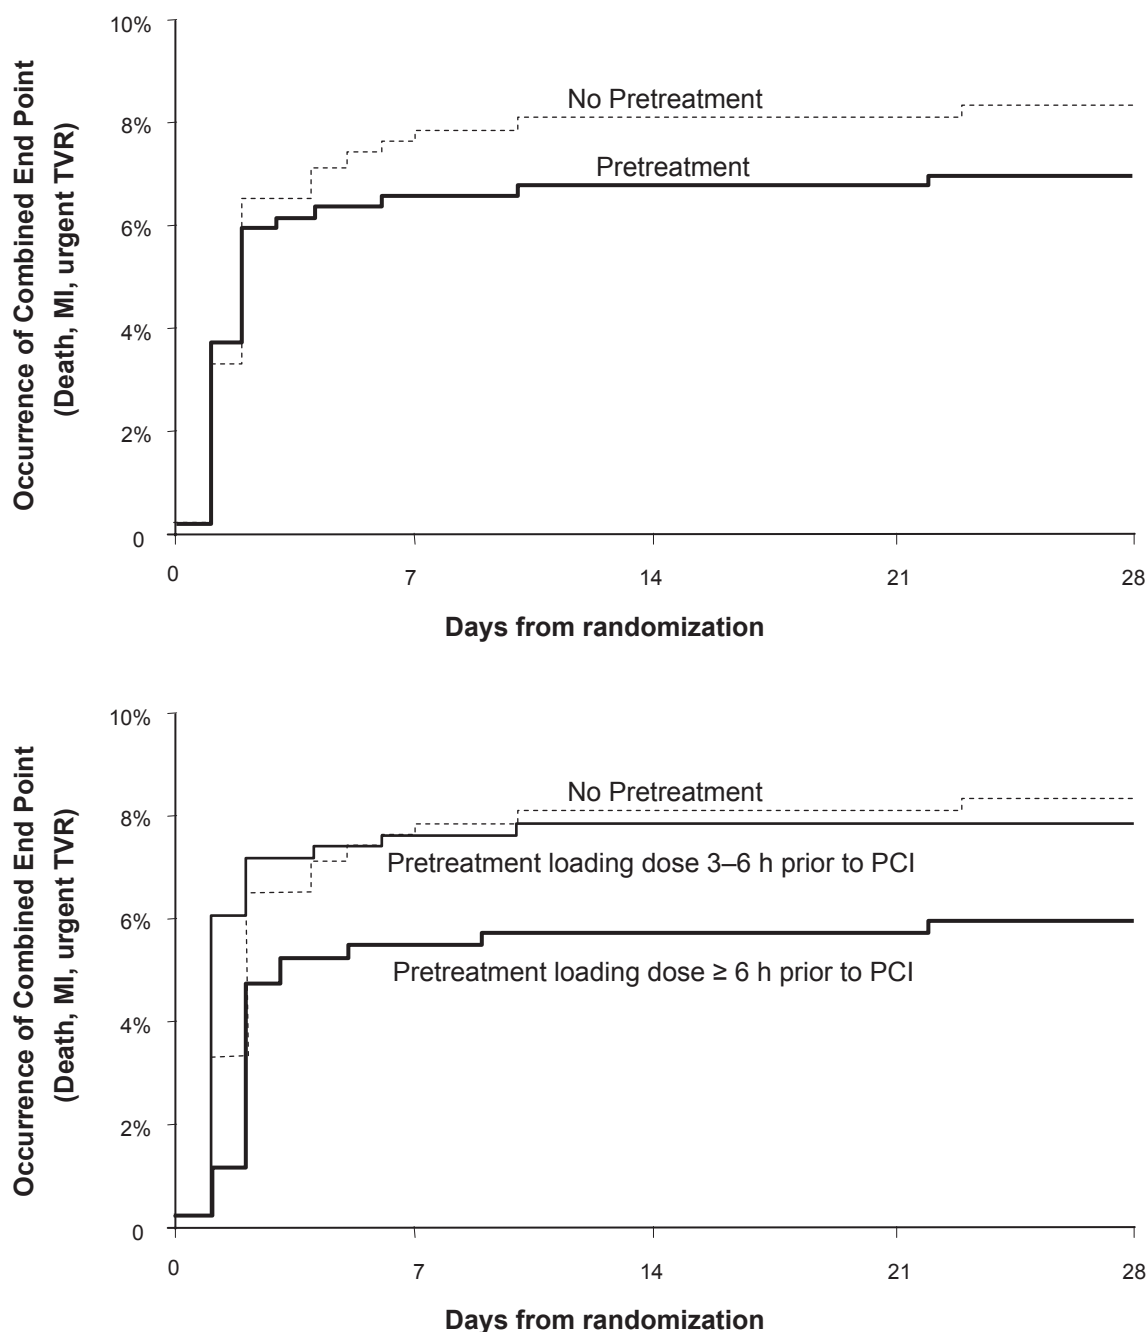 Occurrence of Combined End Point
(Death, MI, urgent TVR)
10%
8%
6%
4%
2%
0
No Pretreatment
Pretreatment
0 7 14 21 28
Days from randomization
Occurrence of Combined End Point
(Death, MI, urgent TVR)
10%
8%
6%
4%
2%
0
No Pretreatment
Pretreatment loading dose 3–6 h prior to PCI
Pretreatment loading dose ≥ 6 h prior to PCI
0 7 14 21 28
Days from randomization